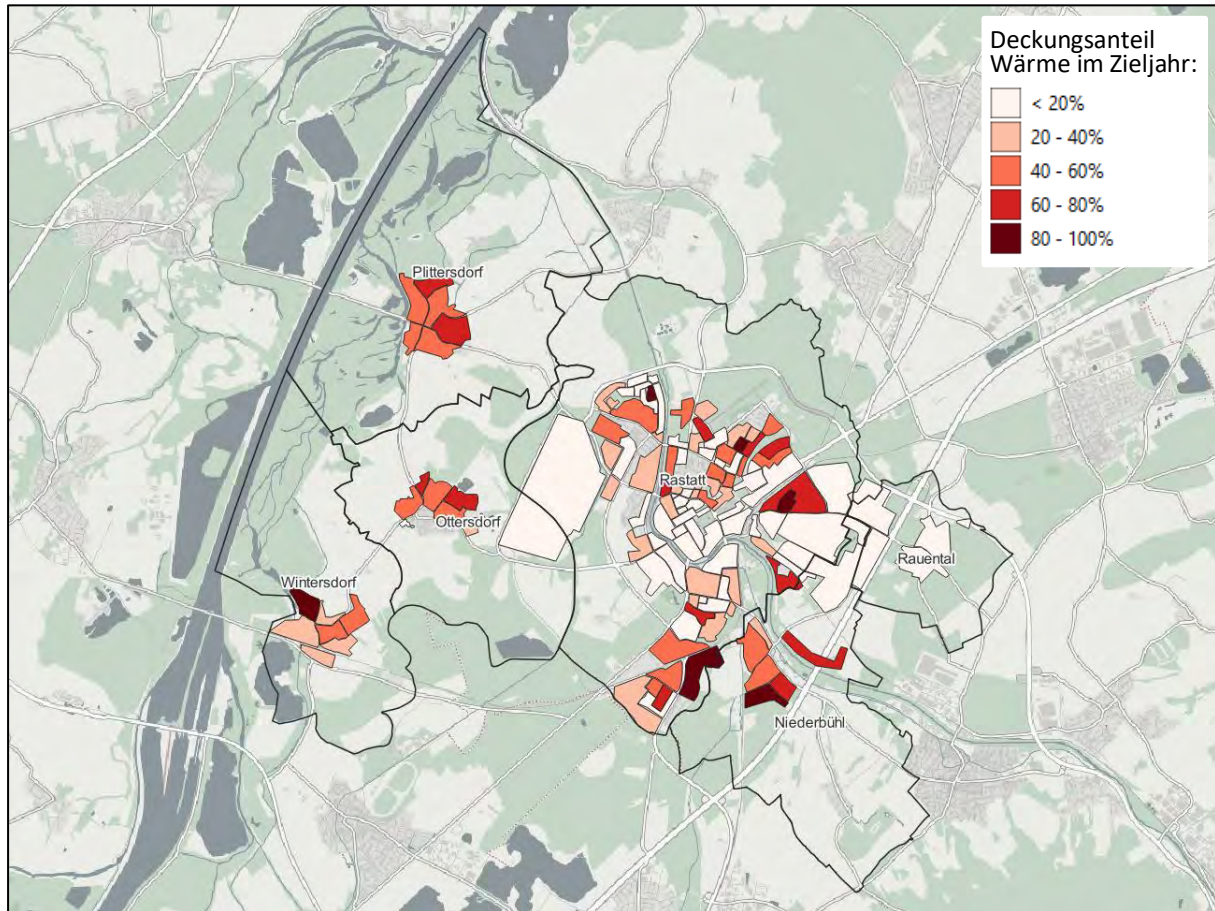 Deckungsanteil
Wärme im Zieljahr:
< 20%
20 - 40%
40 - 60%
60 - 80%
80 - 100%
Plittersdorf
Rastatt
Ottersdorf
Rauental
Wintersdorf
Niederbühl